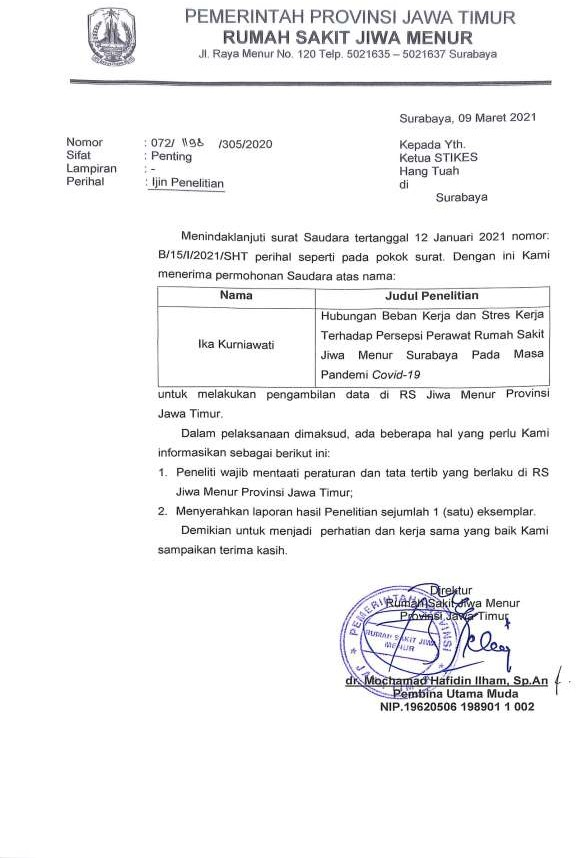 PEMERINTAH PROVINSI JAWA TIMUR
RUMAH SAKIT JIWA MENUR
Jl. Raya Menur No. 120 Telp. 5021635 – 5021637 Surabaya
Surabaya, 09 Maret 2021
Nomor : 072/ 1198 /305/2020
Sifat : Penting
Lampiran : -
Perihal : Ijin Penelitian
Kepada Yth.
Ketua STIKES
Hang Tuah
di
Surabaya
Menindaklanjuti surat Saudara tertanggal 12 Januari 2021 nomor:
B/15/I/2021/SHT perihal seperti pada pokok surat. Dengan ini Kami
menerima permohonan Saudara atas nama:
Nama Judul Penelitian
Ika Kurniawati
Hubungan Beban Kerja dan Stres Kerja
Terhadap Persepsi Perawat Rumah Sakit
Jiwa Menur Surabaya Pada Masa
Pandemi Covid-19
untuk melakukan pengambilan data di RS Jiwa Menur Provinsi
Jawa Timur.
Dalam pelaksanaan dimaksud, ada beberapa hal yang perlu Kami
informasikan sebagai berikut ini:
1. Peneliti wajib mentaati peraturan dan tata tertib yang berlaku di RS
Jiwa Menur Provinsi Jawa Timur;
2. Menyerahkan laporan hasil Penelitian sejumlah 1 (satu) eksemplar.
Demikian untuk menjadi perhatian dan kerja sama yang baik Kami
sampaikan terima kasih.
Direktur
Rumah Sakit Jiwa Menur
Provinsi Jawa Timur
PEMERINTAH PROVINSI
RUMAH SAKIT JIWA
MENUR
dr. Mochamad Hafidin Ilham, Sp.An
Pembina Utama Muda
NIP.19620506 198901 1 002